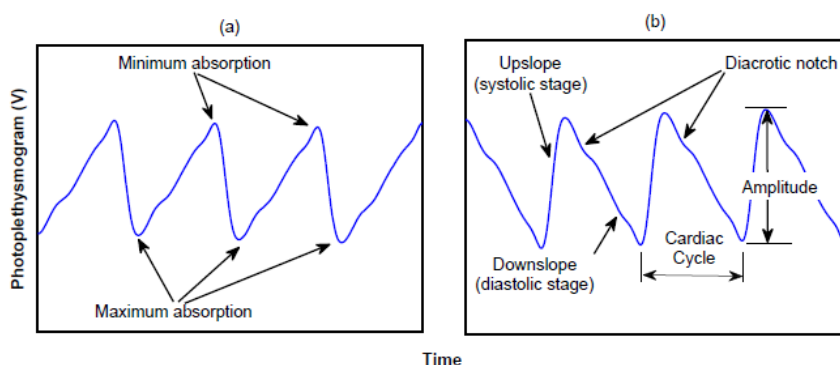 (a)
Photoplethysmogram (V)
Minimum absorption
Maximum absorption
(b)
Upslope
(systolic stage)
Diacrotic notch
Amplitude
Cardiac
Cycle
Downslope
(diastolic stage)
Time